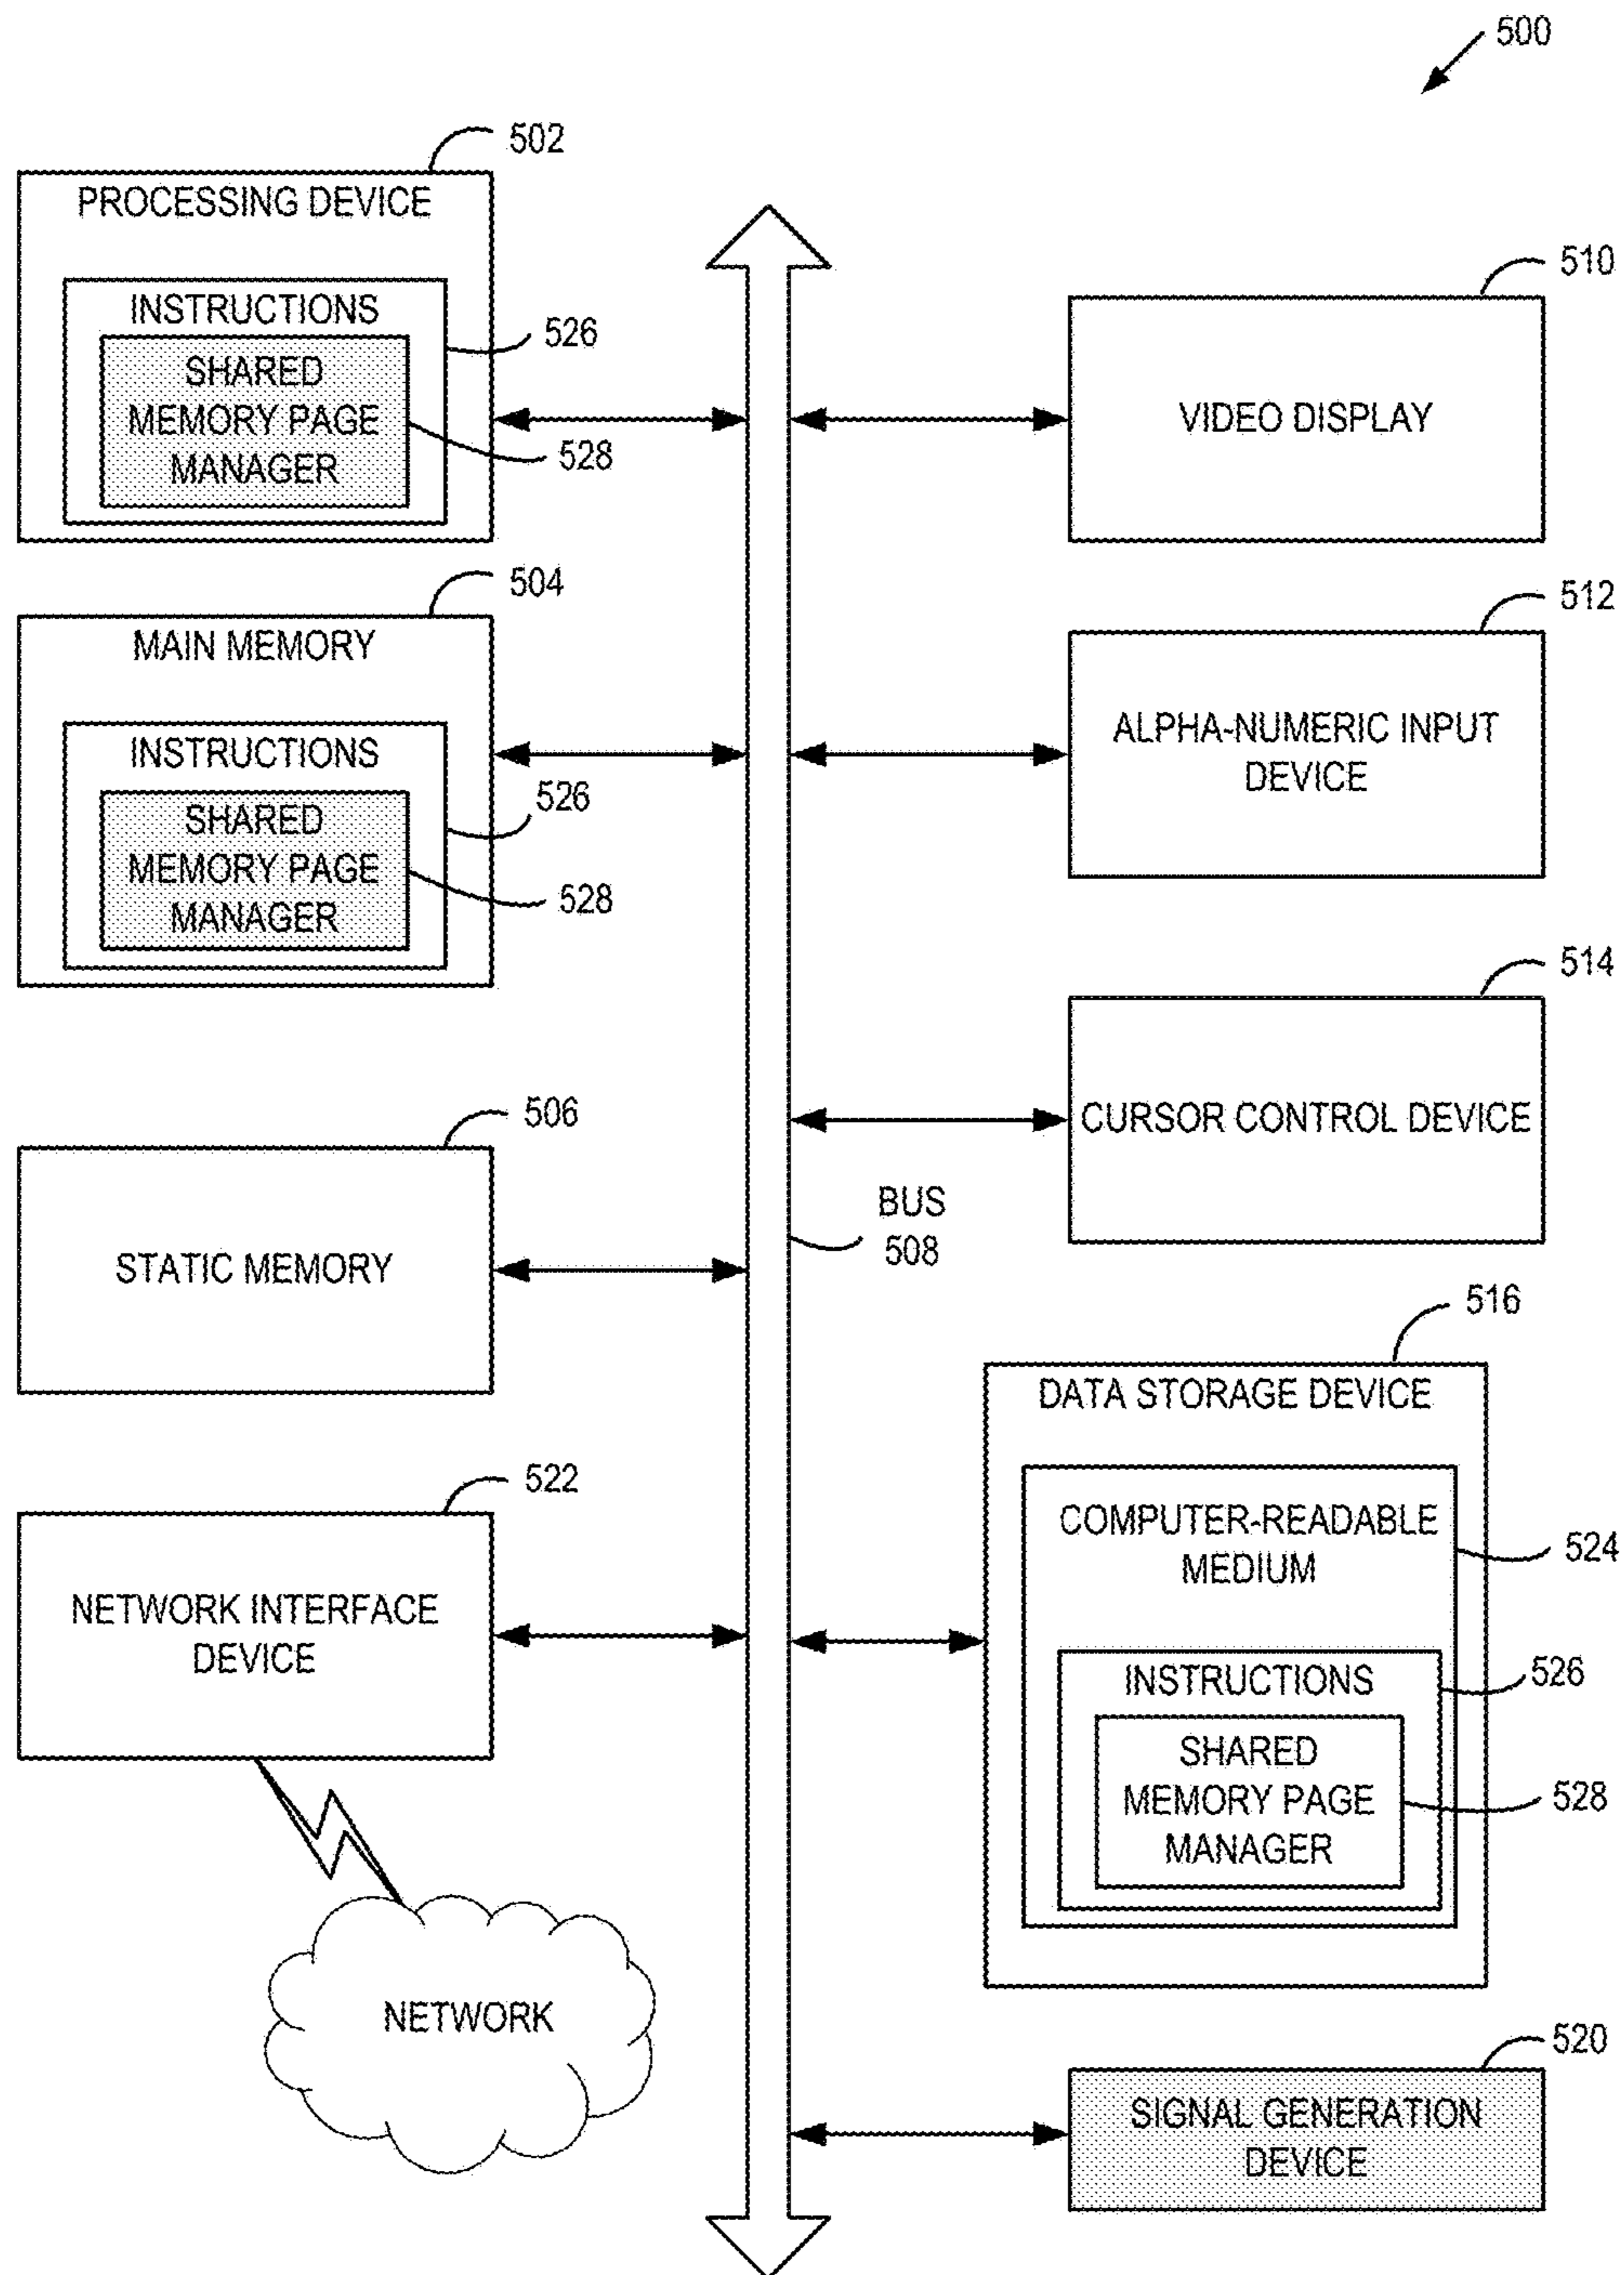 500
502
PROCESSING DEVICE
INSTRUCTIONS
526
SHARED
MEMORY PAGE
MANAGER
528
504
MAIN MEMORY
INSTRUCTIONS
526
SHARED
MEMORY PAGE
MANAGER
528
506
STATIC MEMORY
522
NETWORK INTERFACE
DEVICE
NETWORK
BUS
508
510
VIDEO DISPLAY
512
ALPHA-NUMERIC INPUT
DEVICE
514
CURSOR CONTROL DEVICE
516
DATA STORAGE DEVICE
COMPUTER-READABLE
MEDIUM
524
INSTRUCTIONS
526
SHARED
MEMORY PAGE
MANAGER
528
520
SIGNAL GENERATION
DEVICE